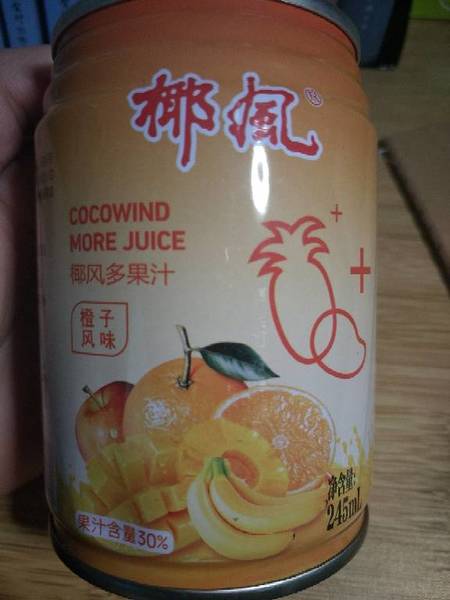 椰風®
COCOWIND
MORE JUICE
椰风多果汁
橙子
风味
果汁含量30%
净含量:
245mL